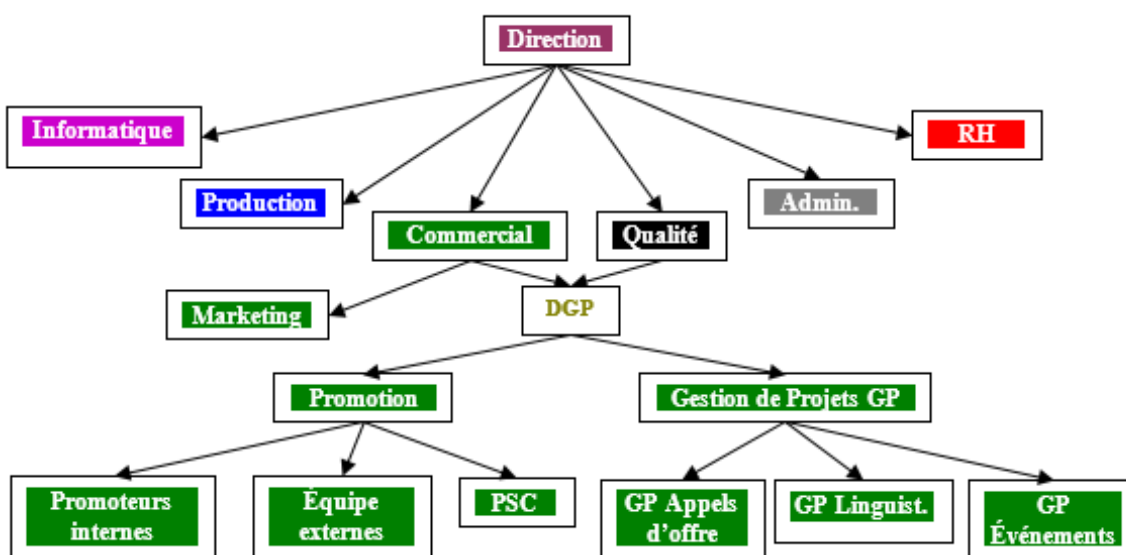 Direction
Informatique
RH
Production
Admin.
Commercial
Qualité
Marketing
DGP
Promotion
Gestion de Projets GP
Promoteurs
internes
Équipe
externes
PSC
GP Appels
d'offre
GP Linguist.
GP
Événements